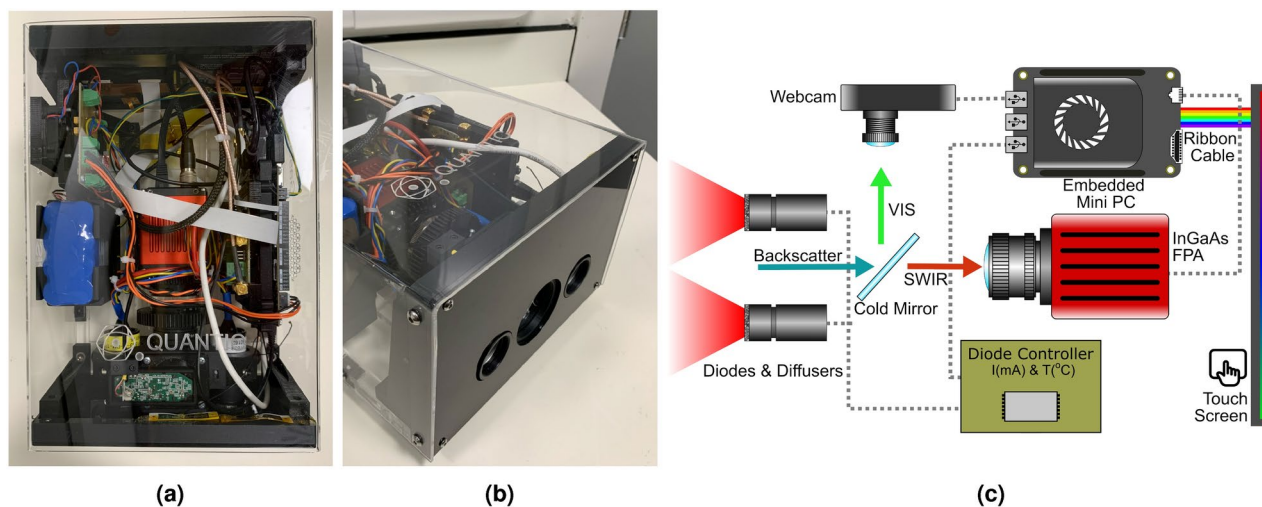 QUANTIC
QUANTIC
Webcam
Ribbon
Cable
Embedded
Mini PC
VIS
InGaAs
FPA
Backscatter
SWIR
Cold Mirror
Diode Controller
I(mA) & T(°C)
Diodes & Diffusers
Touch
Screen
(a)
(b)
(c)